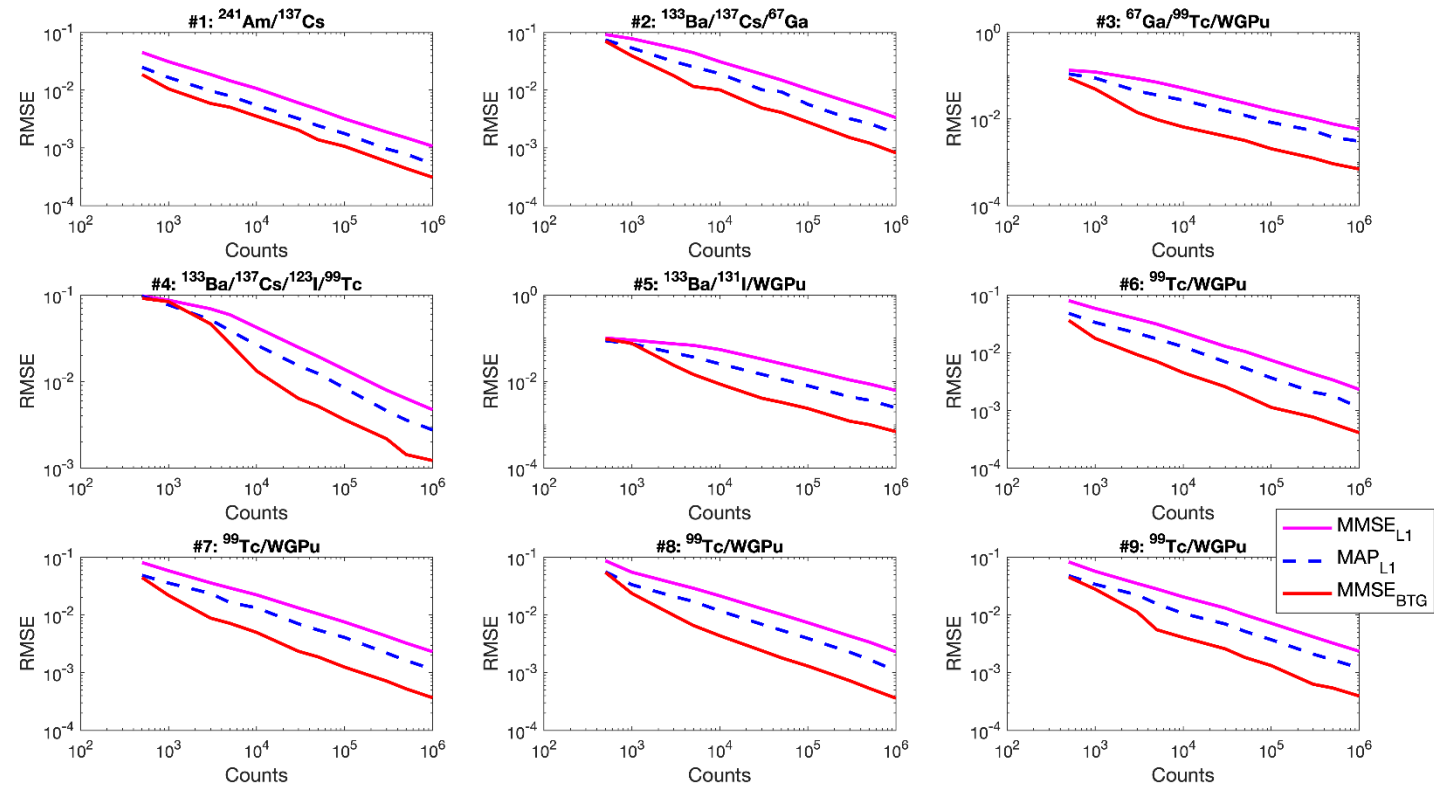 #1: ²⁴¹Am/¹³⁷Cs
10⁻¹
10⁻²
10⁻³
10⁻⁴
RMSE
10² 10³ 10⁴ 10⁵ 10⁶
Counts
#2: ¹³³Ba/¹³⁷Cs/⁶⁷Ga
10⁻¹
10⁻²
10⁻³
10⁻⁴
RMSE
10² 10³ 10⁴ 10⁵ 10⁶
Counts
#3: ⁶⁷Ga/⁹⁹Tc/WGPu
10⁰
10⁻²
10⁻⁴
RMSE
10² 10³ 10⁴ 10⁵ 10⁶
Counts
#4: ¹³³Ba/¹³⁷Cs/¹²³I/⁹⁹Tc
10⁻¹
10⁻²
10⁻³
RMSE
10² 10³ 10⁴ 10⁵ 10⁶
Counts
#5: ¹³³Ba/¹³¹I/WGPu
10⁰
10⁻²
10⁻⁴
RMSE
10² 10³ 10⁴ 10⁵ 10⁶
Counts
#6: ⁹⁹Tc/WGPu
10⁻¹
10⁻²
10⁻³
10⁻⁴
RMSE
10² 10³ 10⁴ 10⁵ 10⁶
Counts
#7: ⁹⁹Tc/WGPu
10⁻¹
10⁻²
10⁻³
10⁻⁴
RMSE
10² 10³ 10⁴ 10⁵ 10⁶
Counts
#8: ⁹⁹Tc/WGPu
10⁻¹
10⁻²
10⁻³
10⁻⁴
RMSE
10² 10³ 10⁴ 10⁵ 10⁶
Counts
#9: ⁹⁹Tc/WGPu
10⁻¹
10⁻²
10⁻³
10⁻⁴
RMSE
10² 10³ 10⁴ 10⁵ 10⁶
Counts
MMSE_L1
MAP_L1
MMSE_BTG